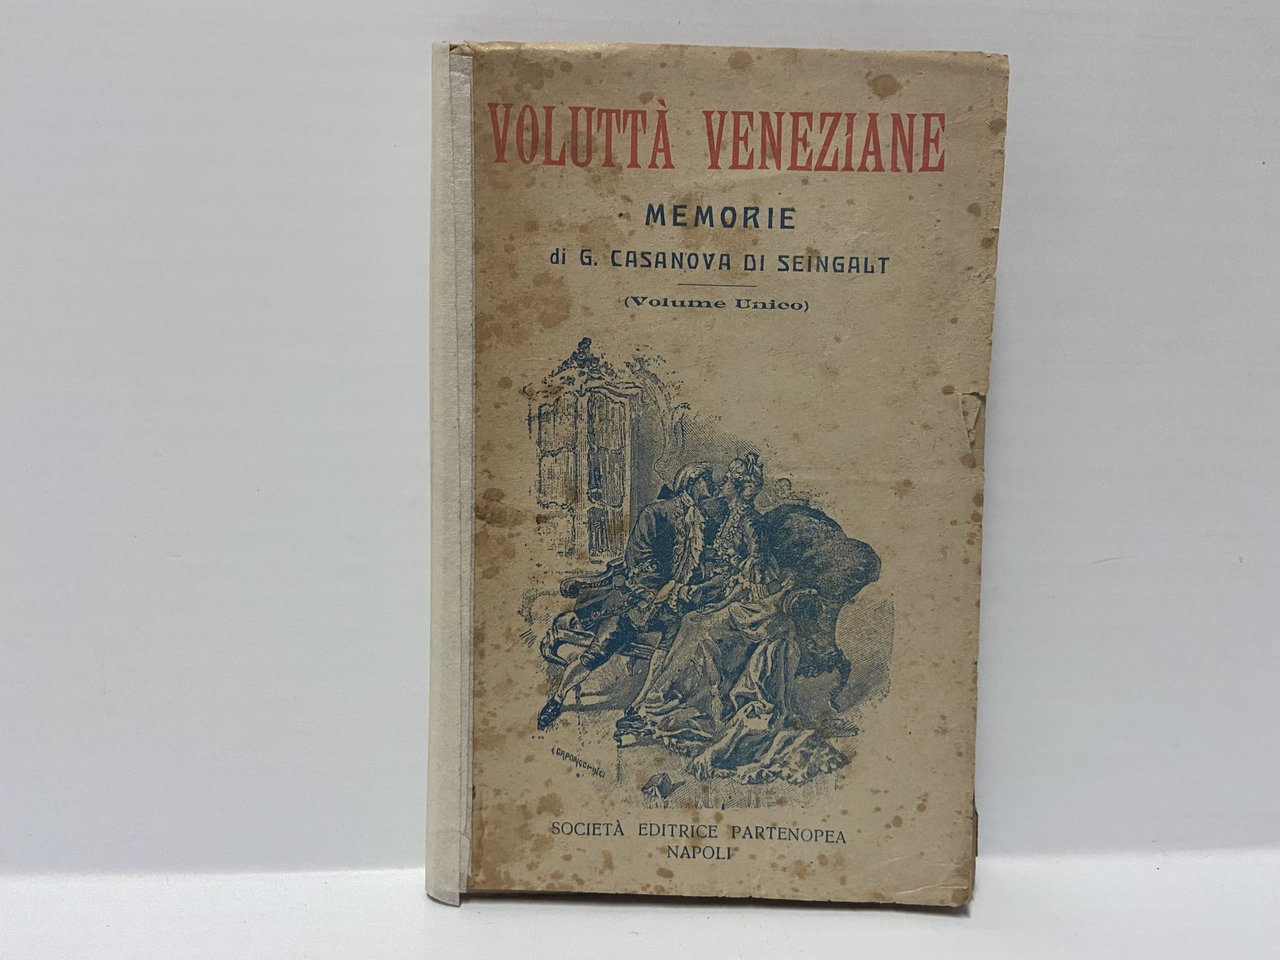 VOLUTTÀ VENEZIANE
MEMORIE
di G. CASANOVA DI SEINGALT
(Volume Unico)
SOCIETÀ EDITRICE PARTENOPEA
NAPOLI